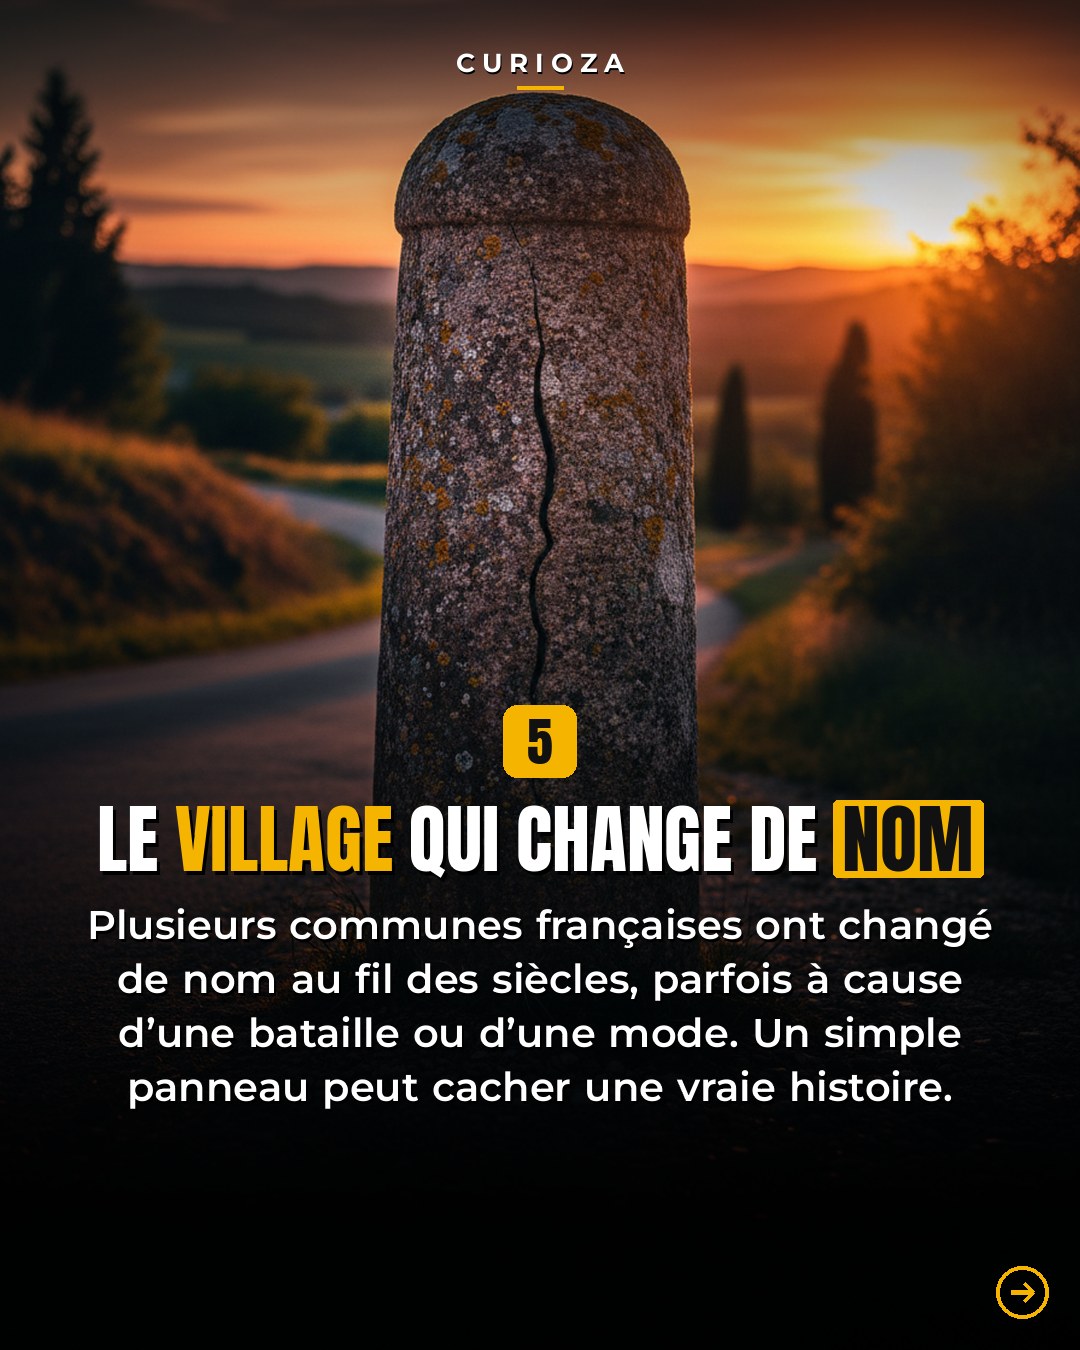 CURIOZA
5
LE VILLAGE QUI CHANGE DE NOM
Plusieurs communes françaises ont changé
de nom au fil des siècles, parfois à cause
d’une bataille ou d’une mode. Un simple
panneau peut cacher une vraie histoire.